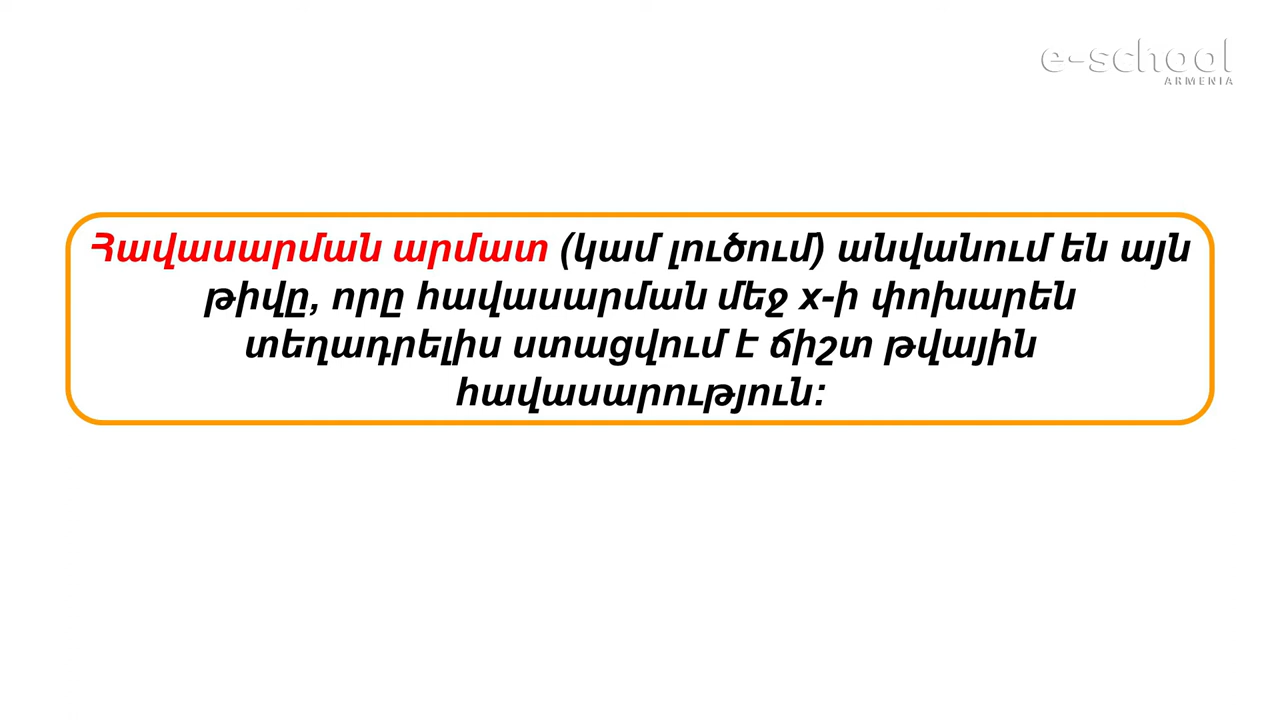 e-school
ARMENIA
Հավասարման արմատ (կամ լուծում) անվանում են այն
թիվը, որը հավասարման մեջ x-ի փոխարեն
տեղադրելիս ստացվում է ճիշտ թվային
հավասարություն: